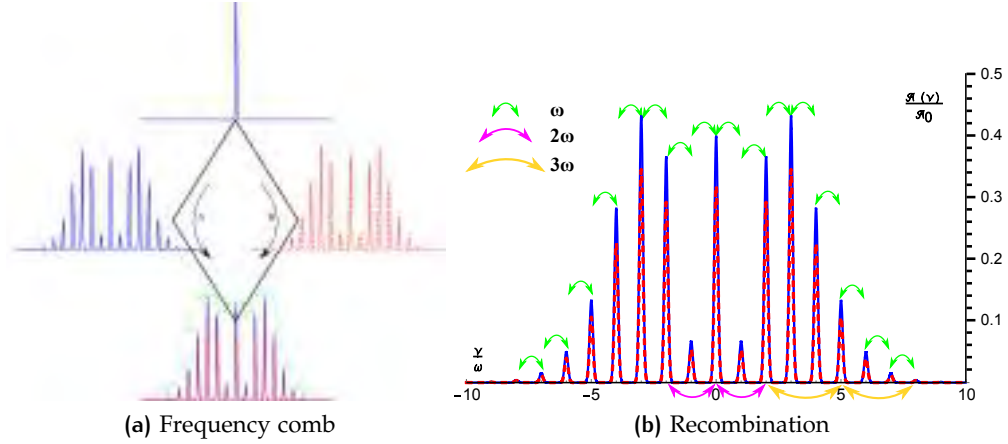 0.5
𝒜 (ν)
𝒜0
ω
2ω
3ω
0.4
0.3
0.2
0.1
ν
ω
−10 −5 0 5 10
(a) Frequency comb
(b) Recombination